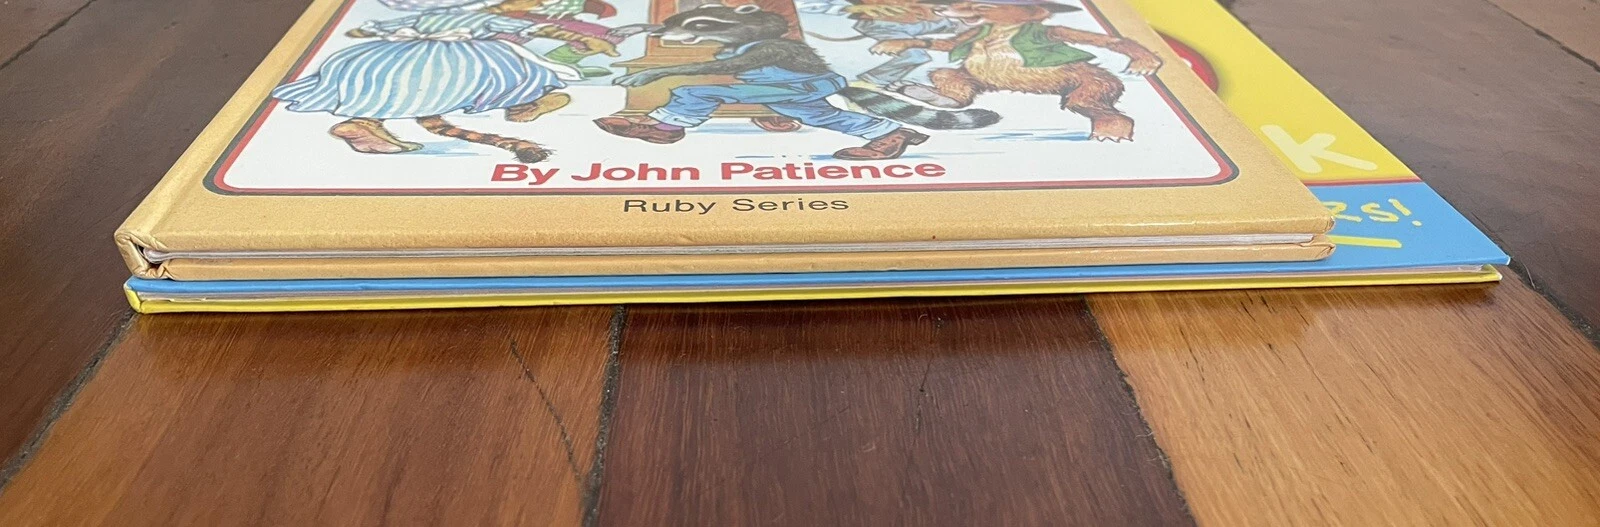 By John Patience
Ruby Series